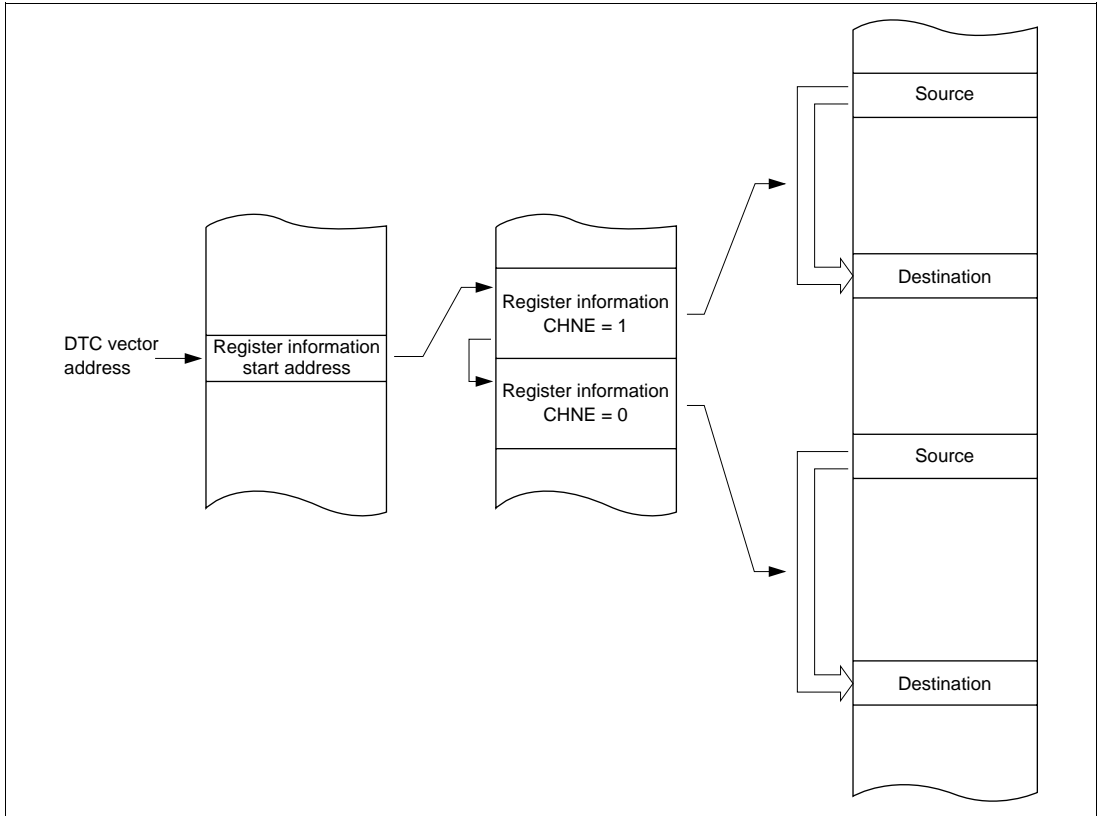 DTC vector
address
Register information
start address
Register information
CHNE = 1
Register information
CHNE = 0
Source
Destination
Source
Destination